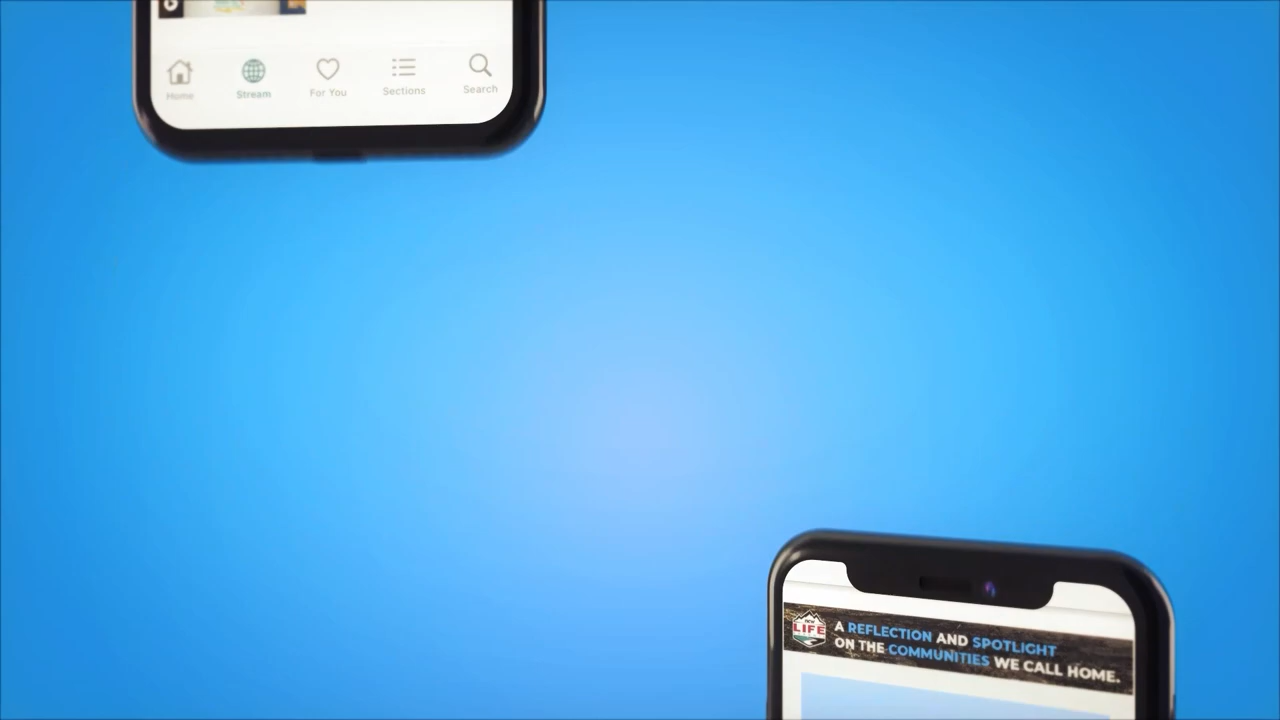 Home
Stream
For You
Sections
Search
LIFE
A REFLECTION AND SPOTLIGHT
ON THE COMMUNITIES WE CALL HOME.